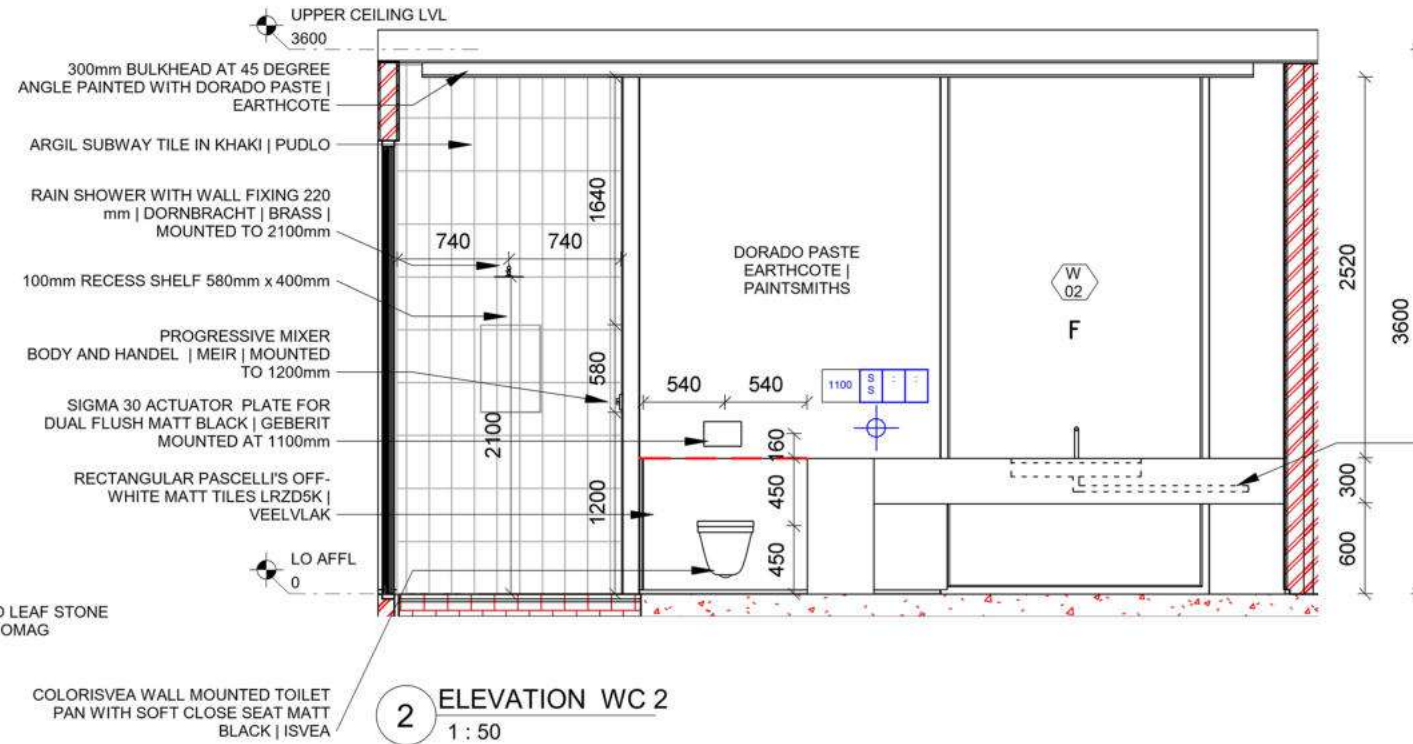 UPPER CEILING LVL
3600
300mm BULKHEAD AT 45 DEGREE
ANGLE PAINTED WITH DORADO PASTE |
EARTHCOTE
ARGIL SUBWAY TILE IN KHAKI | PUDLO
RAIN SHOWER WITH WALL FIXING 220
mm | DORNBRACHT | BRASS |
MOUNTED TO 2100mm
100mm RECESS SHELF 580mm x 400mm
PROGRESSIVE MIXER
BODY AND HANDEL | MEIR | MOUNTED
TO 1200mm
SIGMA 30 ACTUATOR PLATE FOR
DUAL FLUSH MATT BLACK | GEBERIT
MOUNTED AT 1100mm
RECTANGULAR PASCELLI'S OFF-
WHITE MATT TILES LRZD5K |
VEELVLAK
LO AFFL
0
LEAF STONE
OMAG
COLORISVEA WALL MOUNTED TOILET
PAN WITH SOFT CLOSE SEAT MATT
BLACK | ISVEA
740
740
1640
580
2100
1200
DORADO PASTE
EARTHCOTE |
PAINTSMITHS
540
540
1100
S
S
160
450
450
W
02
F
2520
300
600
3600
2
ELEVATION WC 2
1 : 50